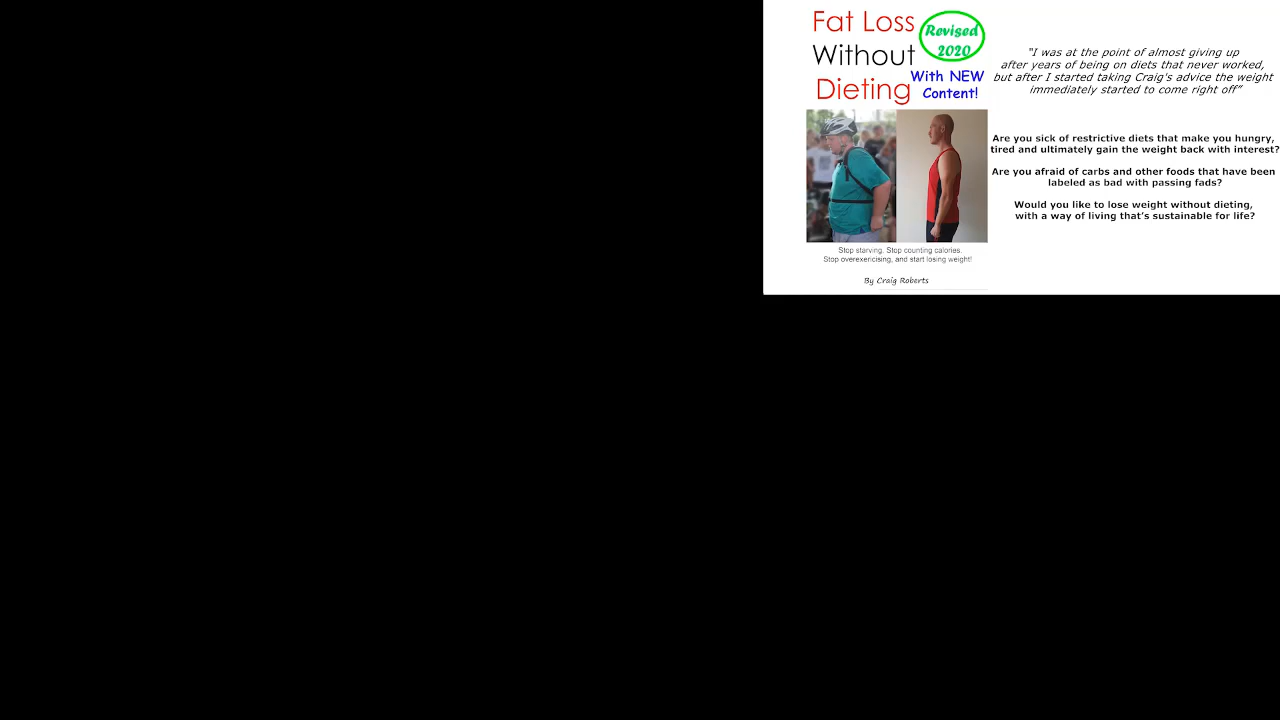 Fat Loss
Without
Dieting
Revised
2020
With NEW
Content!
Stop starving. Stop counting calories.
Stop overexericising, and start losing weight!
By Craig Roberts
"I was at the point of almost giving up
after years of being on diets that never worked,
but after I started taking Craig's advice the weight
immediately started to come right off"
Are you sick of restrictive diets that make you hungry,
tired and ultimately gain the weight back with interest?
Are you afraid of carbs and other foods that have been
labeled as bad with passing fads?
Would you like to lose weight without dieting,
with a way of living that's sustainable for life?